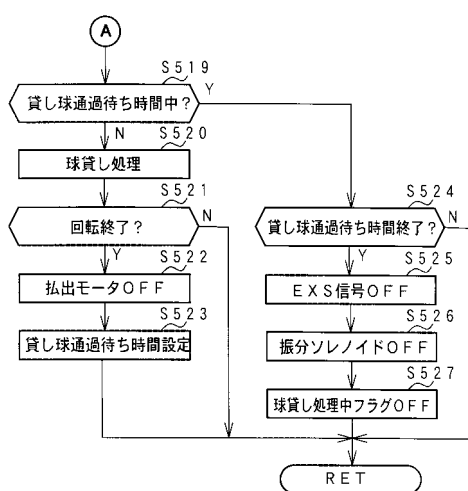 A
S519
貸し球通過待ち時間中?
Y
N
S520
球貸し処理
S521
回転終了?
N
Y
S522
払出モータOFF
S523
貸し球通過待ち時間設定
S524
貸し球通過待ち時間終了?
N
Y
S525
EXS信号OFF
S526
振分ソレノイドOFF
S527
球貸し処理中フラグOFF
RET